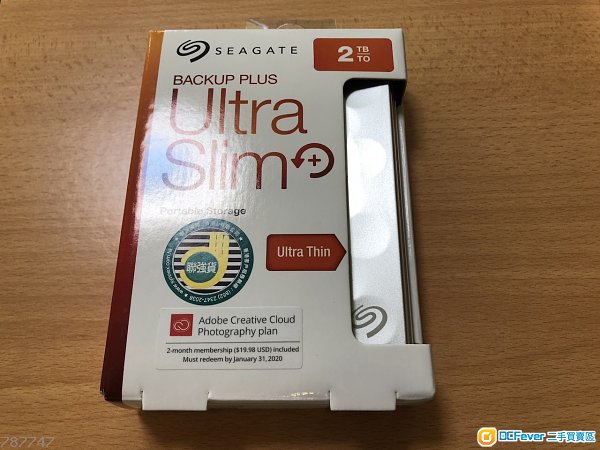 SEAGATE
2 TB
TO
BACKUP PLUS
Ultra
Slim
Portable Storage
Ultra Thin
聯強貨
Adobe Creative Cloud
Photography plan
2-month membership ($19.98 USD) included
Must redeem by January 31, 2020
787747
DCFever 二手買賣區